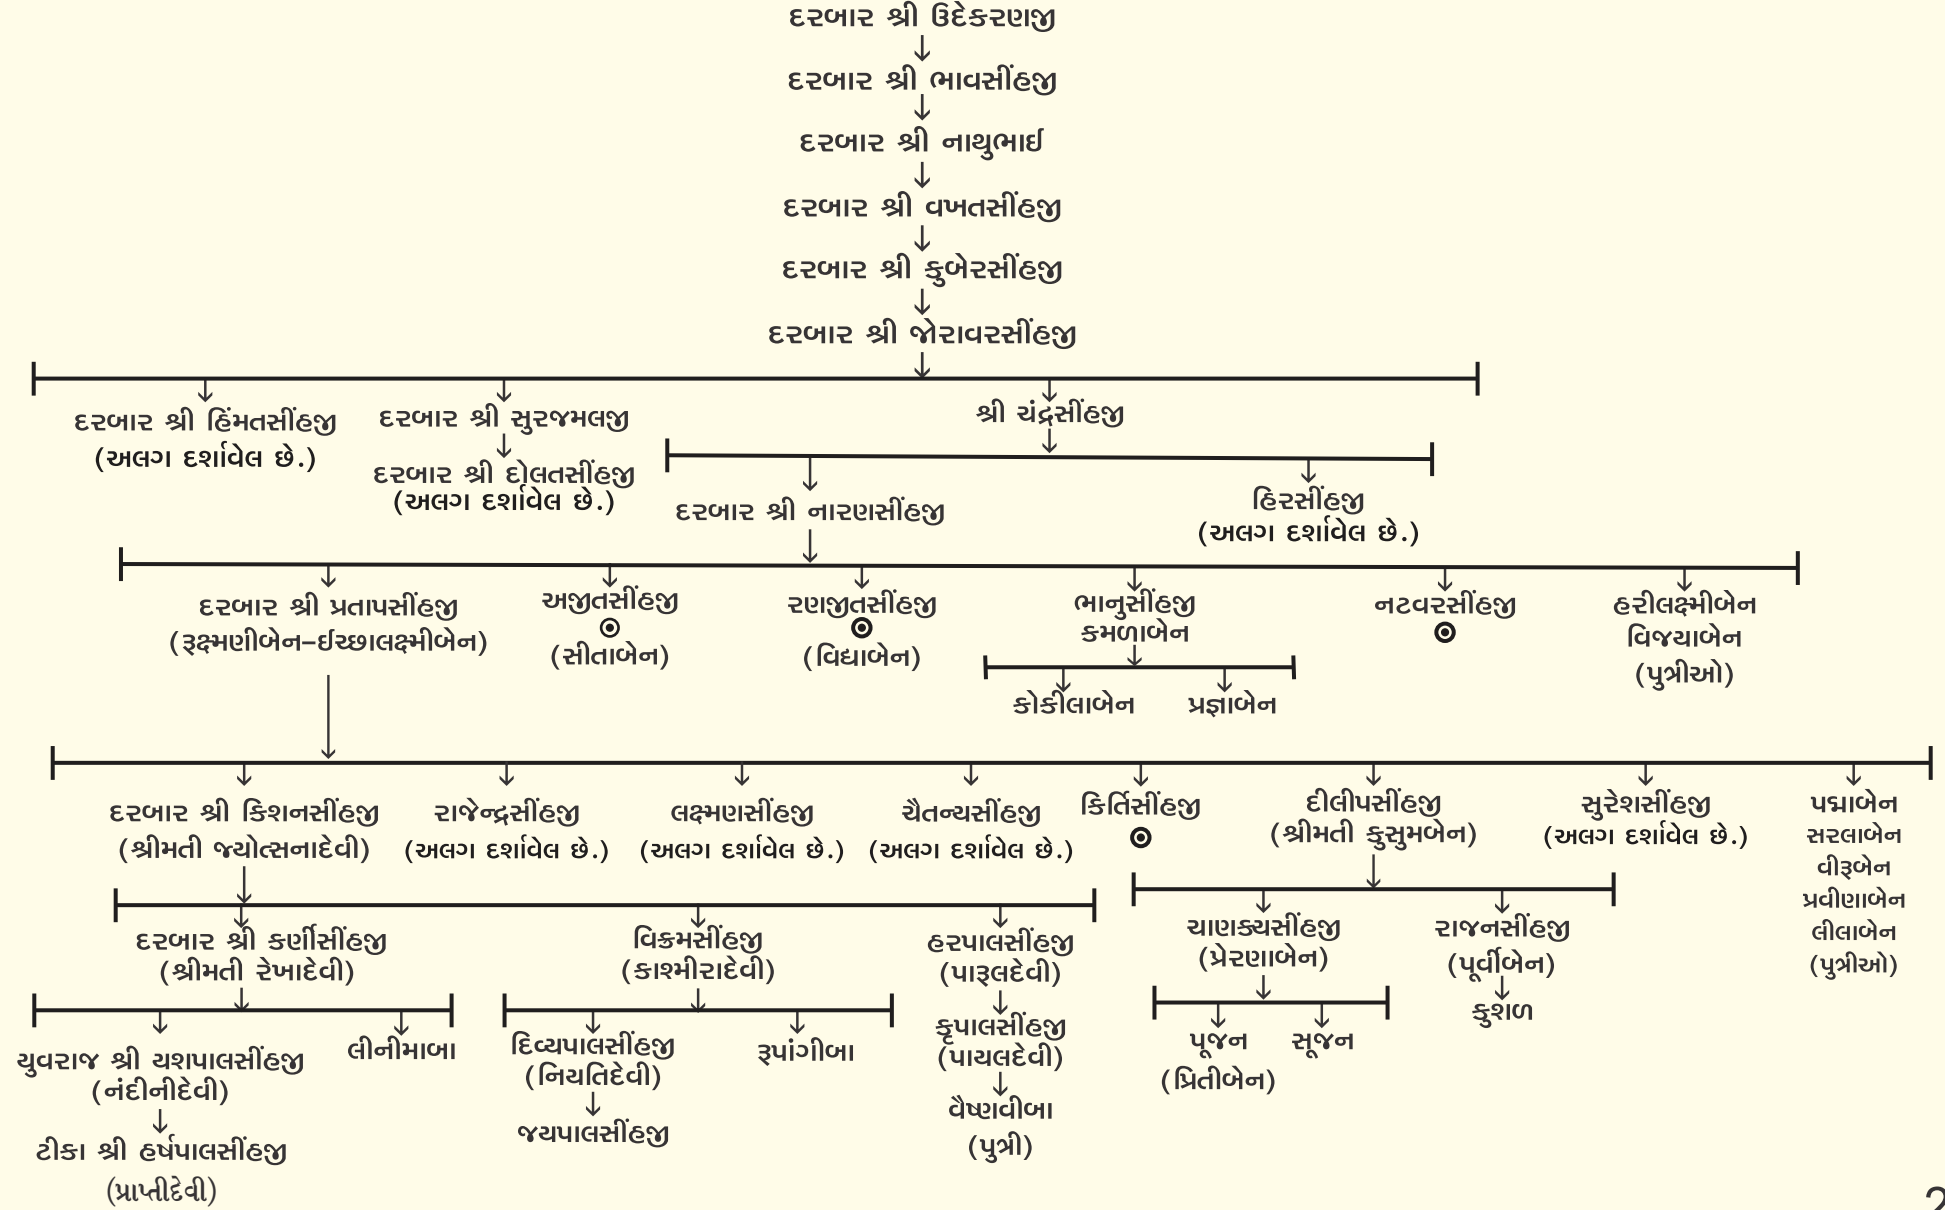 દરબાર શ્રી ઉદેકરણજી
દરબાર શ્રી ભાવસીંહજી
દરબાર શ્રી નાથુભાઈ
દરબાર શ્રી વખતસીંહજી
દરબાર શ્રી કુબેરસીંહજી
દરબાર શ્રી જોરાવરસીંહજી
દરબાર શ્રી હિંમતસીંહજી
(અલગ દર્શાવેલ છે.)
દરબાર શ્રી સુરજમલજી
દરબાર શ્રી દોલતસીંહજી
(અલગ દર્શાવેલ છે.)
શ્રી ચંદ્રસીંહજી
દરબાર શ્રી નારણસીંહજી
હિરસીંહજી
(અલગ દર્શાવેલ છે.)
દરબાર શ્રી પ્રતાપસીંહજી
(રૂક્ષ્મણીબેન-ઈચ્છાલક્ષ્મીબેન)
અજીતસીંહજી
(સીતાબેન)
રણજીતસીંહજી
(વિદ્યાબેન)
ભાનુસીંહજી
કમળાબેન
કોકીલાબેન
પ્રજ્ઞાબેન
નટવરસીંહજી
હરીલક્ષ્મીબેન
વિજયાબેન
(પુત્રીઓ)
દરબાર શ્રી કિશનસીંહજી
(શ્રીમતી જ્યોત્સનાદેવી)
રાજેન્દ્રસીંહજી
(અલગ દર્શાવેલ છે.)
લક્ષ્મણસીંહજી
(અલગ દર્શાવેલ છે.)
ચૈતન્યસીંહજી
(અલગ દર્શાવેલ છે.)
કિર્તિસીંહજી
દીલીપસીંહજી
(શ્રીમતી કુસુમબેન)
સુરેશસીંહજી
(અલગ દર્શાવેલ છે.)
પદ્માબેન
સરલાબેન
વીરૂબેન
પ્રવીણાબેન
લીલાબેન
(પુત્રીઓ)
દરબાર શ્રી કર્ણીસીંહજી
(શ્રીમતી રેખાદેવી)
વિક્રમસીંહજી
(કાશ્મીરાદેવી)
હરપાલસીંહજી
(પારૂલદેવી)
ચાણક્યસીંહજી
(પ્રેરણાબેન)
રાજનસીંહજી
(પૂર્વીબેન)
કુશળ
યુવરાજ શ્રી યશપાલસીંહજી
(નંદીનીદેવી)
લીનીમાબા
દિવ્યપાલસીંહજી
(નિયતિદેવી)
રૂપાંગીબા
કૃપાલસીંહજી
(પાયલદેવી)
પૂજન
(પ્રિતીબેન)
સૂજન
ટીકા શ્રી હર્ષપાલસીંહજી
(પ્રાપ્તીદેવી)
જયપાલસીંહજી
વૈષ્ણવીબા
(પુત્રી)
2